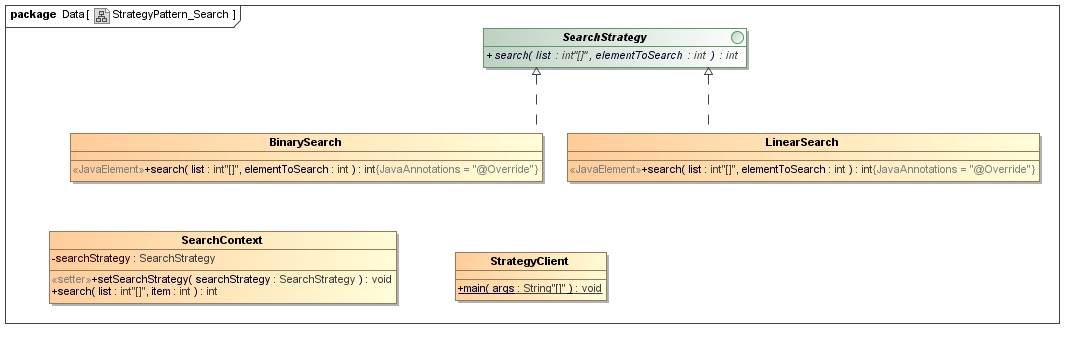 package Data[ StrategyPattern_Search ]
SearchStrategy
+search( list : int"[]", elementToSearch : int ) : int
BinarySearch
«JavaElement»+search( list : int"[]", elementToSearch : int ) : int{JavaAnnotations = "@Override"}
LinearSearch
«JavaElement»+search( list : int"[]", elementToSearch : int ) : int{JavaAnnotations = "@Override"}
SearchContext
-searchStrategy : SearchStrategy
«setter»+setSearchStrategy( searchStrategy : SearchStrategy ) : void
+search( list : int"[]", item : int ) : int
StrategyClient
+main( args : String"[]" ) : void